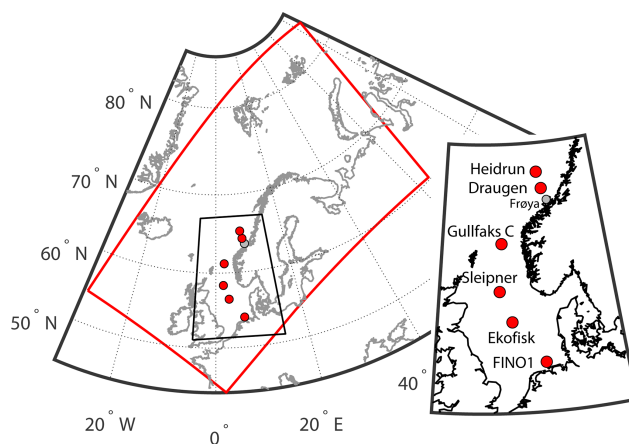 80° N
70° N
60° N
50° N
20° W
0°
20° E
40°
Heidrun
Draugen
Frøya
Gullfaks C
Sleipner
Ekofisk
FINO1